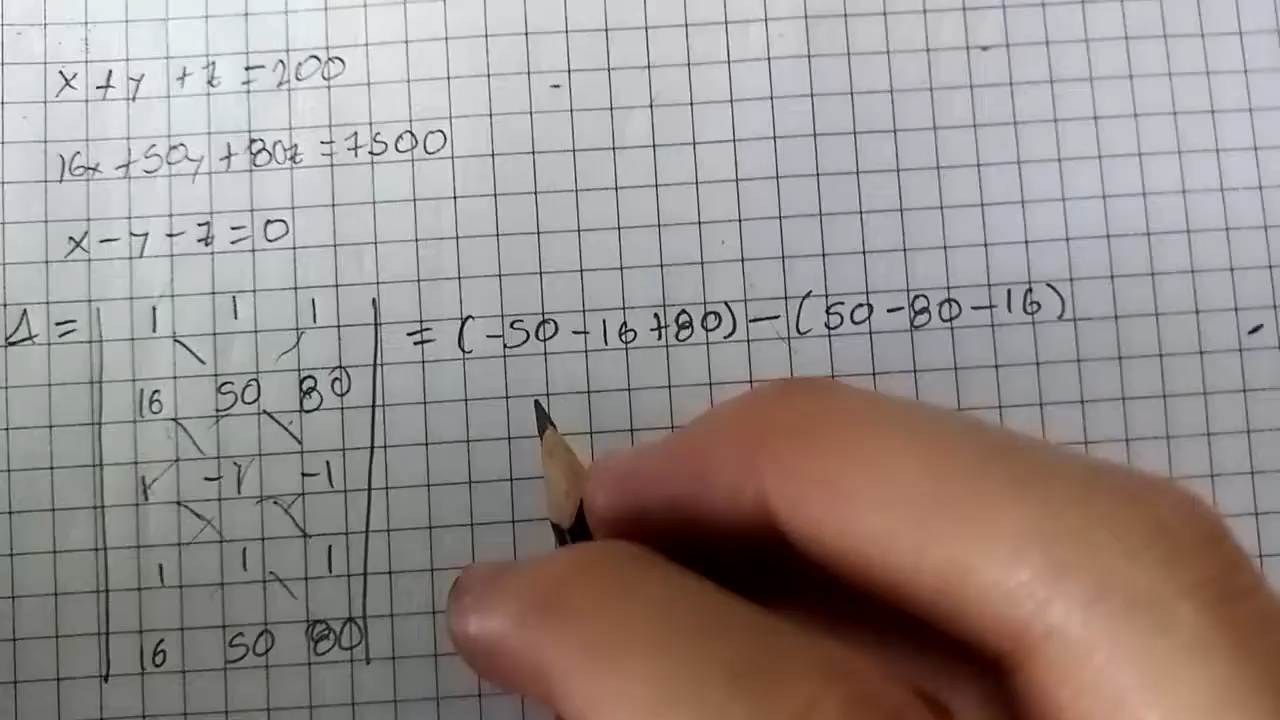 x + y + z = 200
16x + 50y + 80z = 7500
x - y - z = 0
Δ = | 1 1 1 | = (-50 - 16 + 80) - (50 - 80 - 16)
16 50 80
1 -1 -1
1 1 1
16 50 80